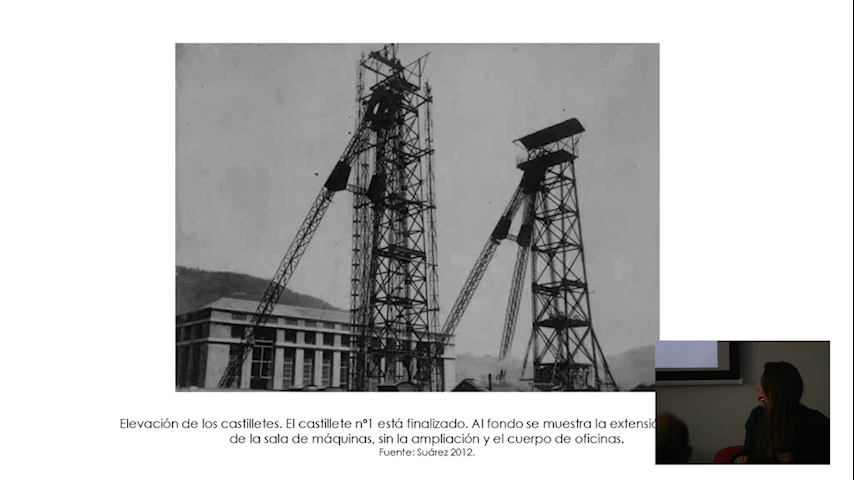 Elevación de los castilletes. El castillete nº1 está finalizado. Al fondo se muestra la
de la sala de máquinas, sin la ampliación y el cuerpo de oficinas.
Fuente: Suárez 2012.